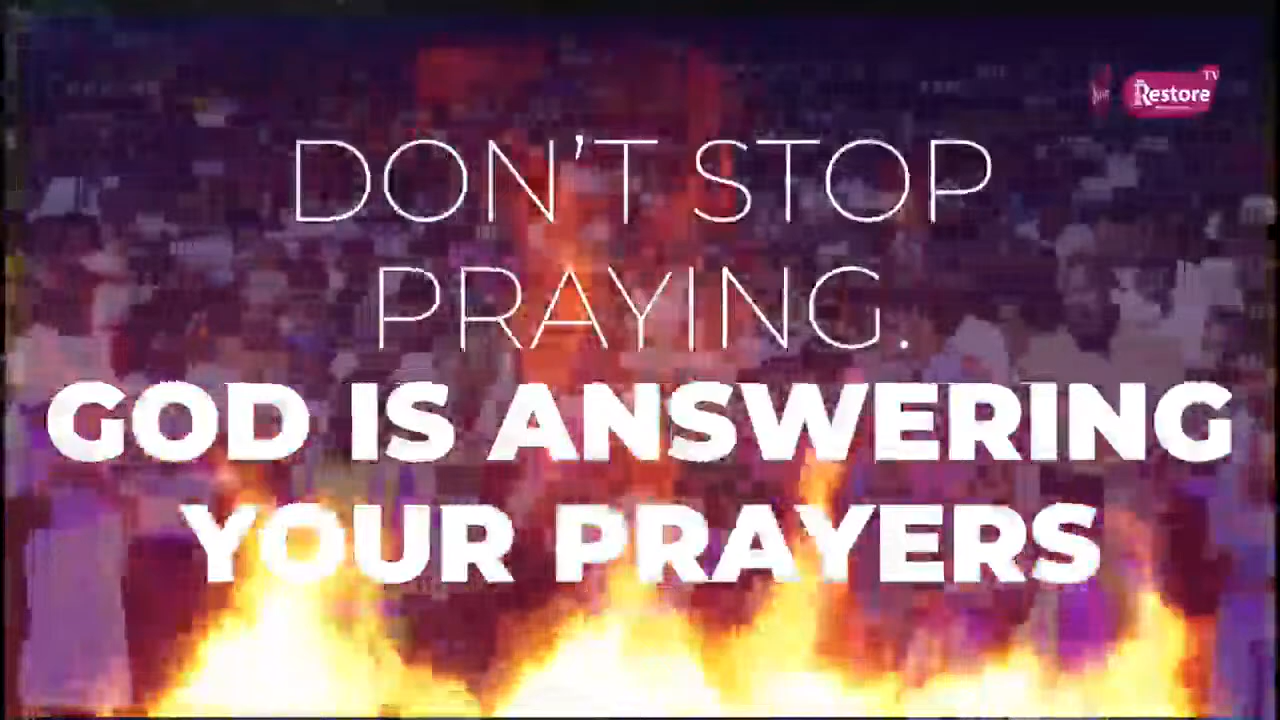 TV
Restore
DON'T STOP
PRAYING.
GOD IS ANSWERING
YOUR PRAYERS